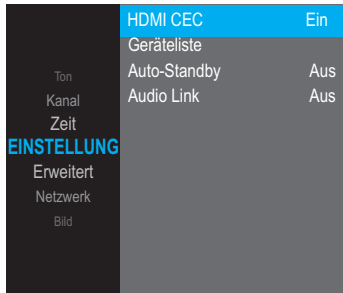 HDMI CEC Ein
Geräteliste
Auto-Standby Aus
Audio Link Aus
Ton
Kanal
Zeit
EINSTELLUNG
Erweitert
Netzwerk
Bild